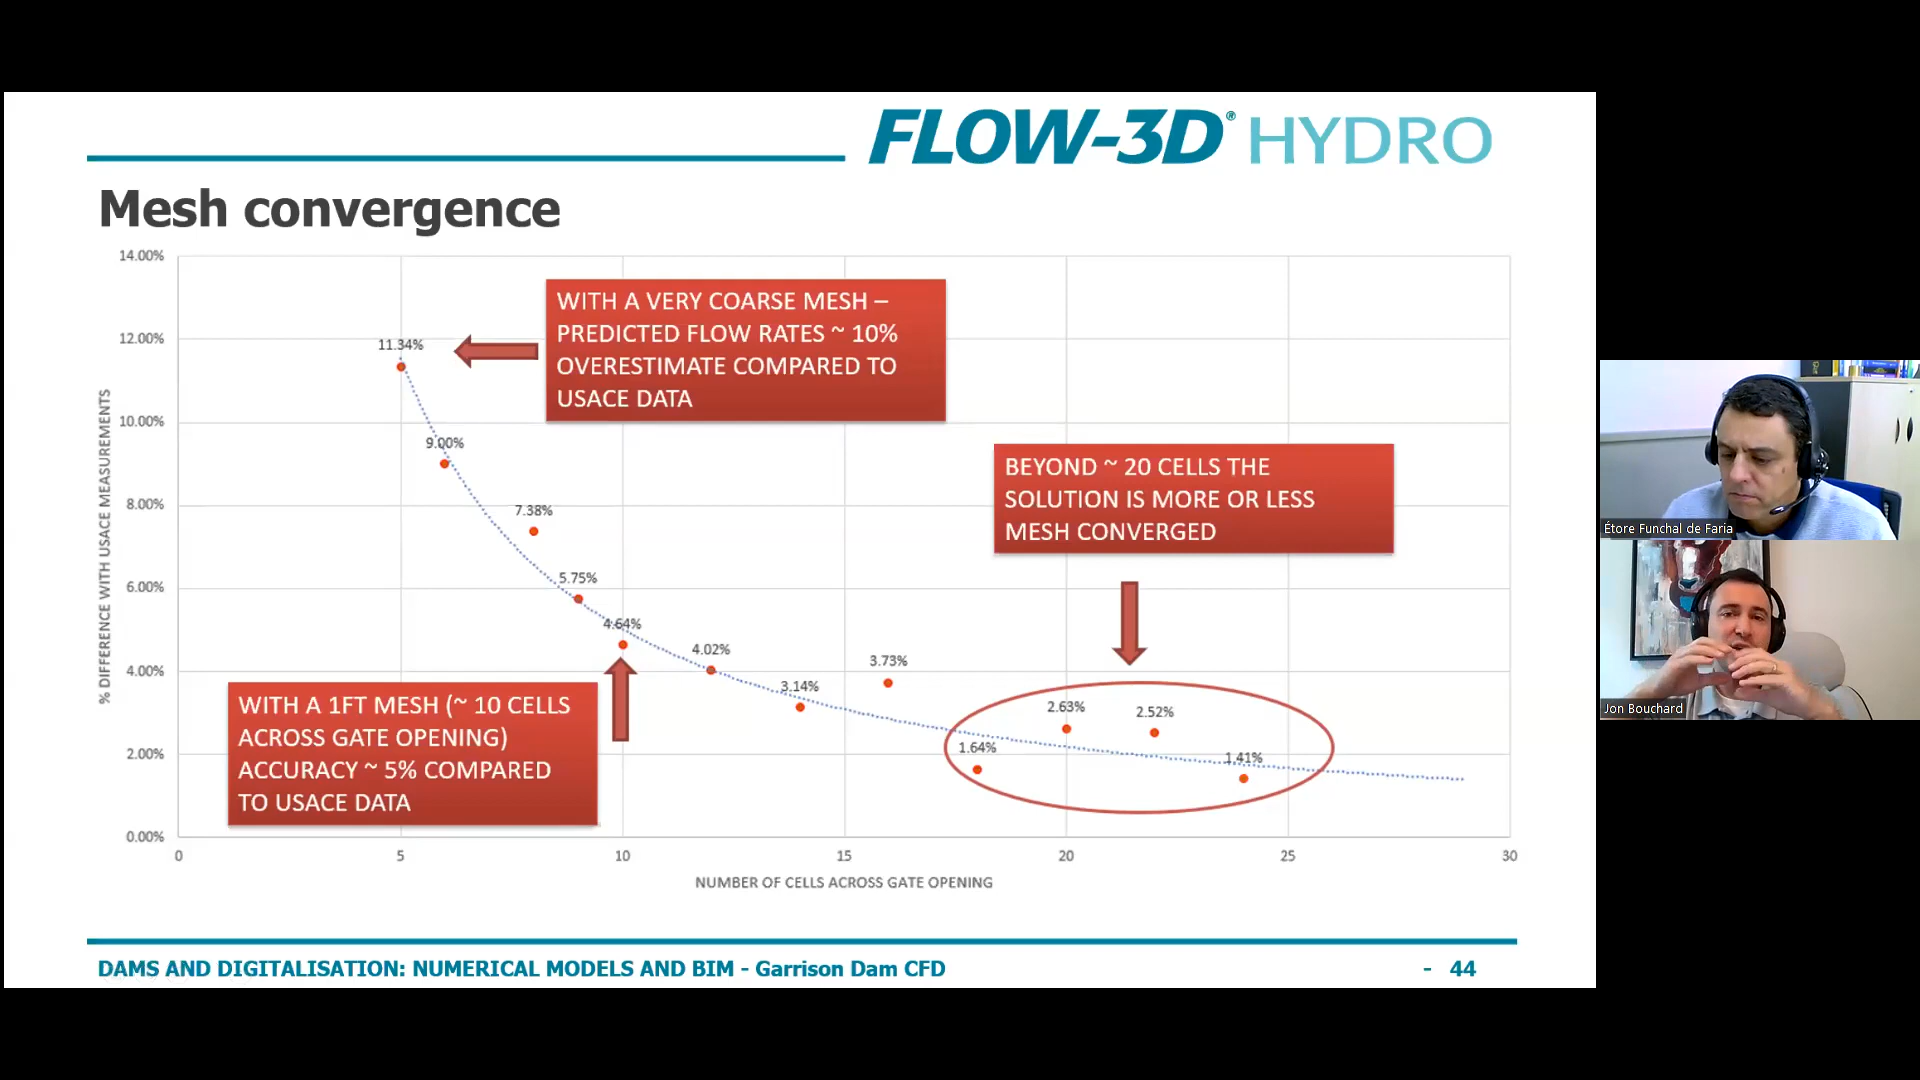 FLOW-3D® HYDRO
Mesh convergence
14.00%
12.00%
10.00%
8.00%
6.00%
4.00%
2.00%
0.00%
% DIFFERENCE WITH USACE MEASUREMENTS
11.34%
9.00%
7.38%
5.75%
4.64%
4.02%
3.14%
3.73%
1.64%
2.63%
2.52%
1.41%
WITH A VERY COARSE MESH –
PREDICTED FLOW RATES ~ 10%
OVERESTIMATE COMPARED TO
USACE DATA
BEYOND ~ 20 CELLS THE
SOLUTION IS MORE OR LESS
MESH CONVERGED
WITH A 1FT MESH (~ 10 CELLS
ACROSS GATE OPENING)
ACCURACY ~ 5% COMPARED
TO USACE DATA
0 5 10 15 20 25 30
NUMBER OF CELLS ACROSS GATE OPENING
DAMS AND DIGITALISATION: NUMERICAL MODELS AND BIM - Garrison Dam CFD
- 44
Étore Funchal de Faria
Jon Bouchard